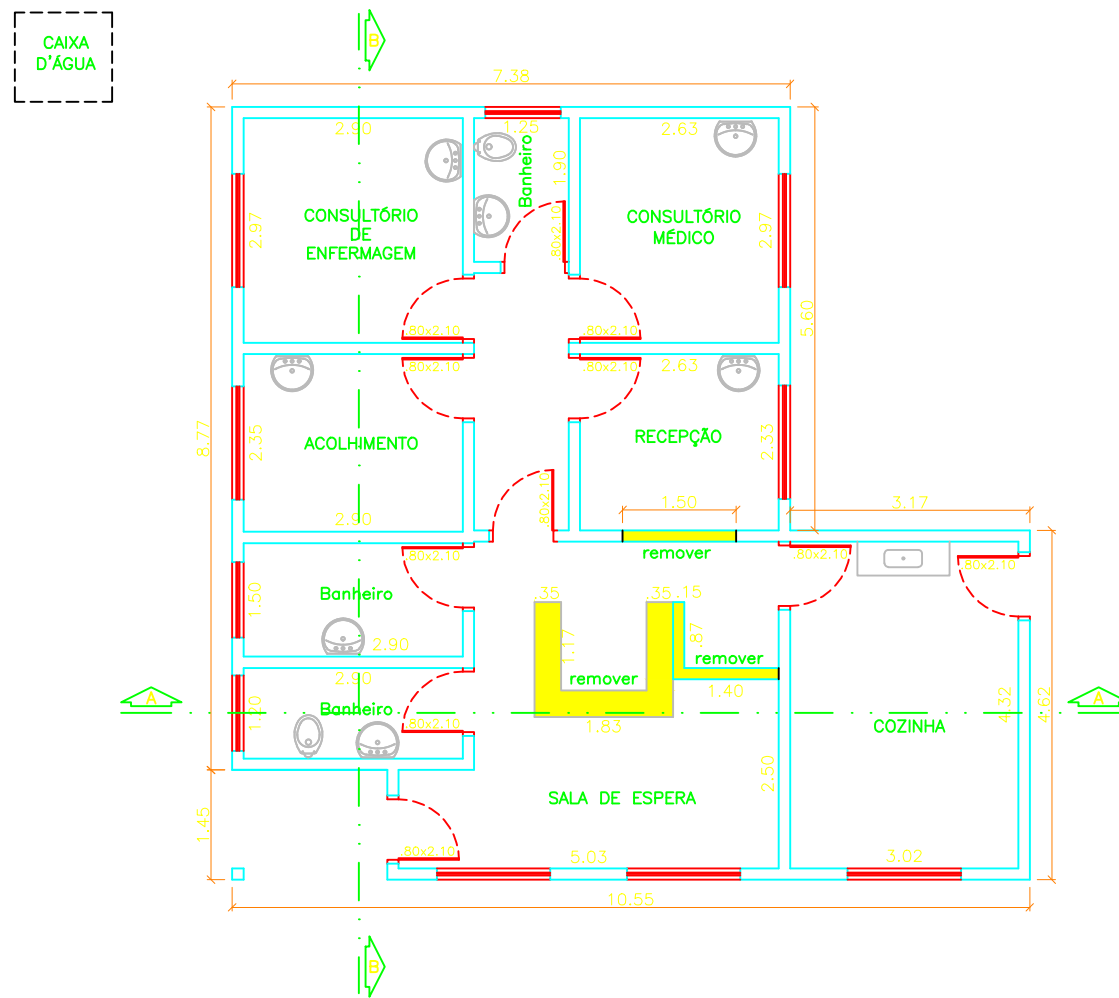 CAIXA
D'ÁGUA
B
7.38
2.90
1.25
2.63
Banheiro
1.90
CONSULTÓRIO
DE
ENFERMAGEM
CONSULTÓRIO
MÉDICO
2.97
2.97
.80x2.10
.80x2.10
.80x2.10
5.60
.80x2.10
.80x2.10
2.63
8.77
2.35
ACOLHIMENTO
RECEPÇÃO
2.33
.80x2.10
1.50
3.17
2.90
remover
.80x2.10
.80x2.10
.80x2.10
1.50
Banheiro
.35
.35
.15
1.17
.87
2.90
remover
remover
2.90
1.40
A
1.20
Banheiro
.80x2.10
1.83
4.32
4.62
A
COZINHA
2.50
SALA DE ESPERA
1.45
.80x2.10
5.03
3.02
10.55
B